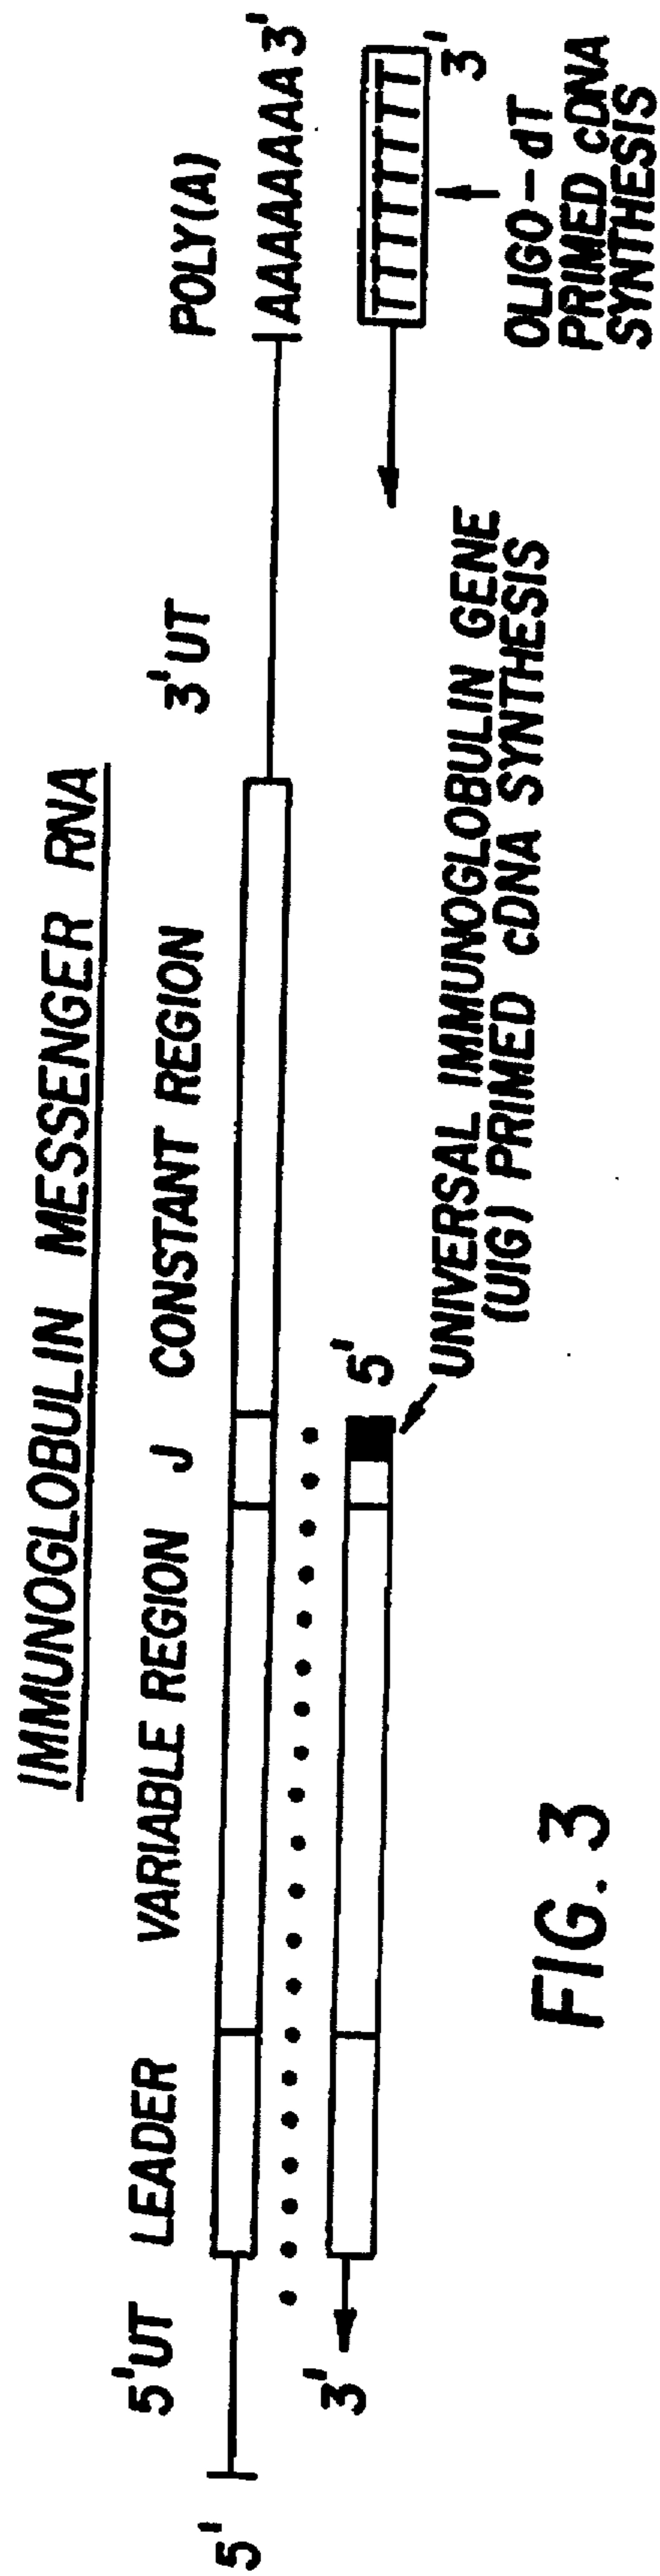 IMMUNOGLOBULIN MESSENGER RNA
5' 5'UT LEADER VARIABLE REGION J CONSTANT REGION 3'UT POLY(A)
AAAAAAAA 3'
3' 5' TTTTTTTT 3'
UNIVERSAL IMMUNOGLOBULIN GENE
(UIG) PRIMED cDNA SYNTHESIS
OLIGO-dT
PRIMED cDNA
SYNTHESIS
FIG. 3